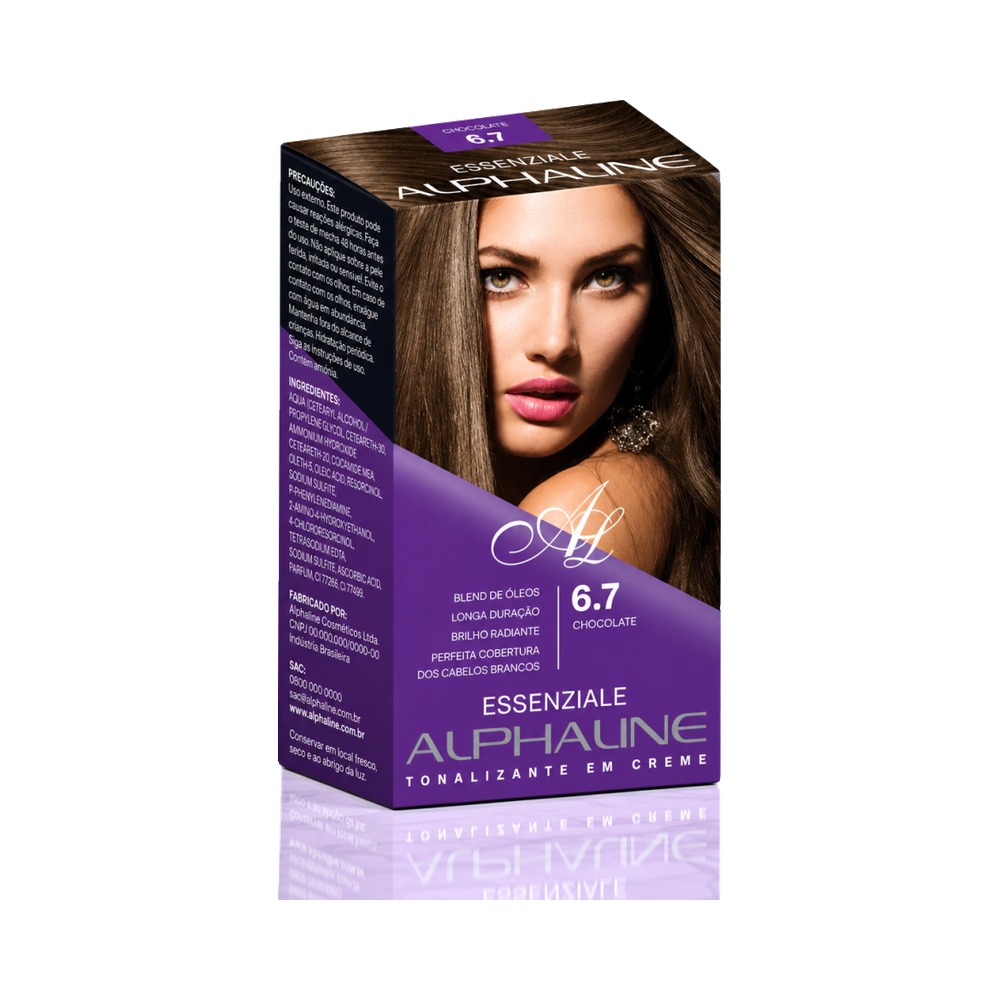 CHOCOLATE
6.7
ESSENZIALE
ALPHALINE
PRECAUÇÕES:
Uso externo. Este produto pode
causar reações alérgicas. Faça
o teste de mecha 48 horas antes
do uso. Não aplique sobre a pele
ferida, irritada ou sensível. Evite o
contato com os olhos. Em caso de
contato com os olhos, enxágue
com água em abundância.
Mantenha fora do alcance de
crianças. Hidratação periódica.
Siga as instruções de uso.
Contém amônia.
INGREDIENTES:
AQUA (CETEARYL ALCOHOL /
PROPYLENE GLYCOL, CETEARETH-30,
AMMONIUM HYDROXIDE
CETEARETH-20, COCAMIDE MEA,
OLETH-5, OLEIC ACID, RESORCINOL,
SODIUM SULFITE,
P-PHENYLENEDIAMINE,
2-AMINO-4-HYDROXYETHANOL,
4-CHLORORESORCINOL,
TETRASODIUM EDTA,
SODIUM SULFITE, ASCORBIC ACID,
PARFUM, CI 77266, CI 77499.
FABRICADO POR:
Alphaline Cosméticos Ltda.
CNPJ 00.000.000/0000-00
Indústria Brasileira
SAC:
0800 000 0000
sac@alphaline.com.br
www.alphaline.com.br
Conservar em local fresco,
seco e ao abrigo da luz.
AL
BLEND DE ÓLEOS
LONGA DURAÇÃO
BRILHO RADIANTE
PERFEITA COBERTURA
DOS CABELOS BRANCOS
6.7
CHOCOLATE
ESSENZIALE
ALPHALINE
TONALIZANTE EM CREME